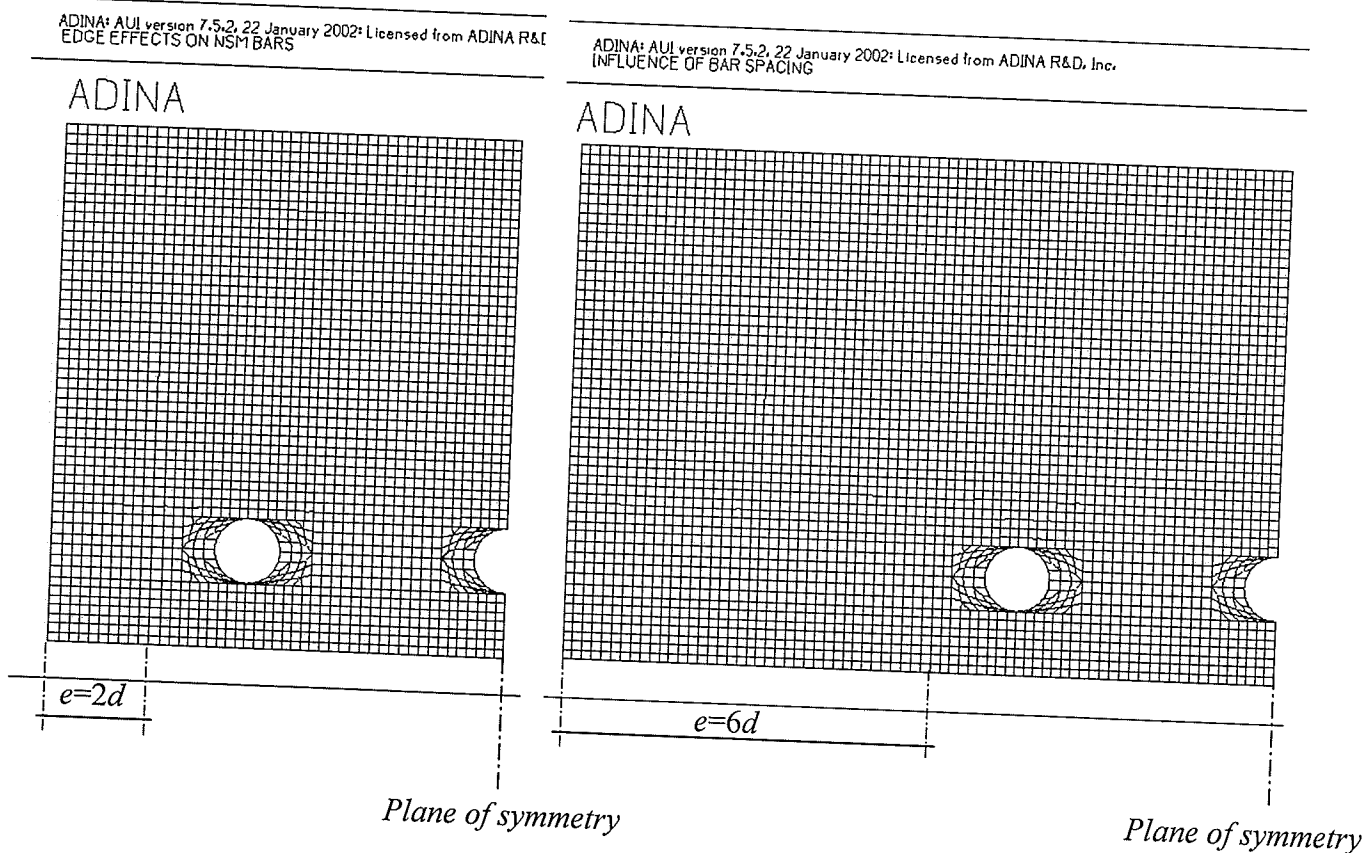 ADINA: AUI version 7.5.2, 22 January 2002: Licensed from ADINA R&D
EDGE EFFECTS ON NSM BARS
ADINA
e=2d
Plane of symmetry
ADINA: AUI version 7.5.2, 22 January 2002: Licensed from ADINA R&D, Inc.
INFLUENCE OF BAR SPACING
ADINA
e=6d
Plane of symmetry